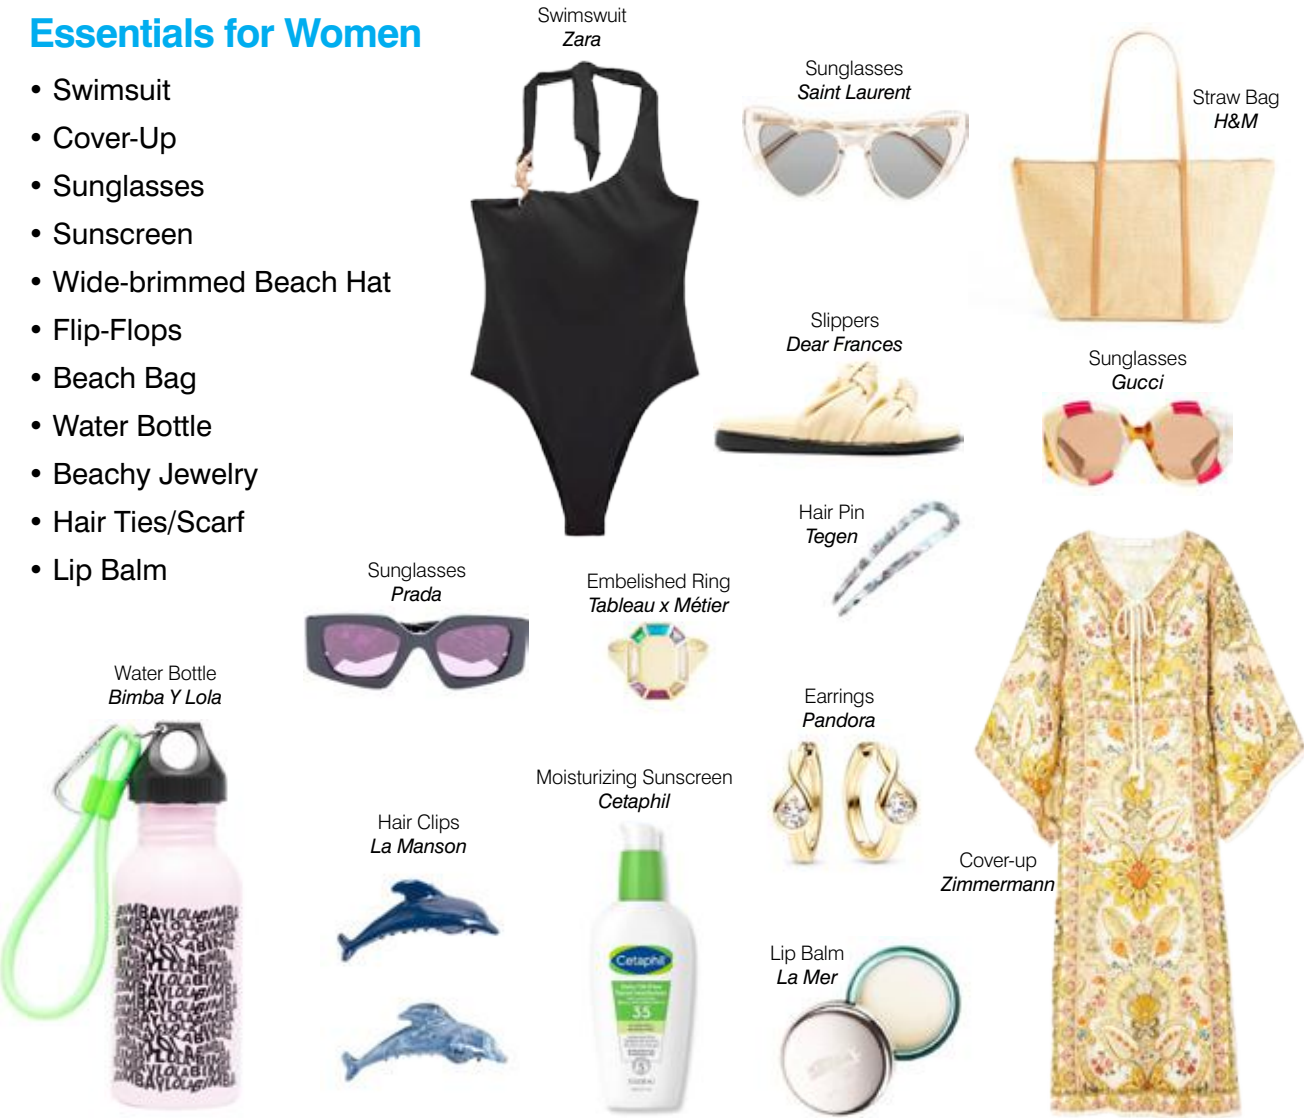 Essentials for Women
• Swimsuit
• Cover-Up
• Sunglasses
• Sunscreen
• Wide-brimmed Beach Hat
• Flip-Flops
• Beach Bag
• Water Bottle
• Beachy Jewelry
• Hair Ties/Scarf
• Lip Balm
Swimswuit
Zara
Sunglasses
Saint Laurent
Straw Bag
H&M
Slippers
Dear Frances
Sunglasses
Gucci
Hair Pin
Tegen
Sunglasses
Prada
Embelished Ring
Tableau x Métier
Water Bottle
Bimba Y Lola
Earrings
Pandora
Moisturizing Sunscreen
Cetaphil
Hair Clips
La Manson
Cover-up
Zimmermann
Lip Balm
La Mer
Cetaphil
35